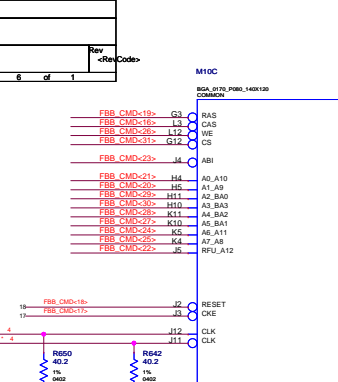 Rev
<RevCode>
6 of 1
M10C
BGA_0170_P080_140X120
COMMON
FBB_CMD<19> G3 RAS
FBB_CMD<16> L3 CAS
FBB_CMD<26> L12 WE
FBB_CMD<31> G12 CS
FBB_CMD<23> J4 ABI
FBB_CMD<21> H4 A0_A10
FBB_CMD<20> H5 A1_A9
FBB_CMD<29> H11 A2_BA0
FBB_CMD<30> H10 A3_BA3
FBB_CMD<28> K11 A4_BA2
FBB_CMD<27> K10 A5_BA1
FBB_CMD<24> K5 A6_A11
FBB_CMD<25> K4 A7_A8
FBB_CMD<22> J5 RFU_A12
18 FBB_CMD<18> J2 RESET
17 FBB_CMD<17> J3 CKE
4 J12 CLK
4 J11 CLK
R650 R642
40.2 40.2
1% 1%
0402 0402